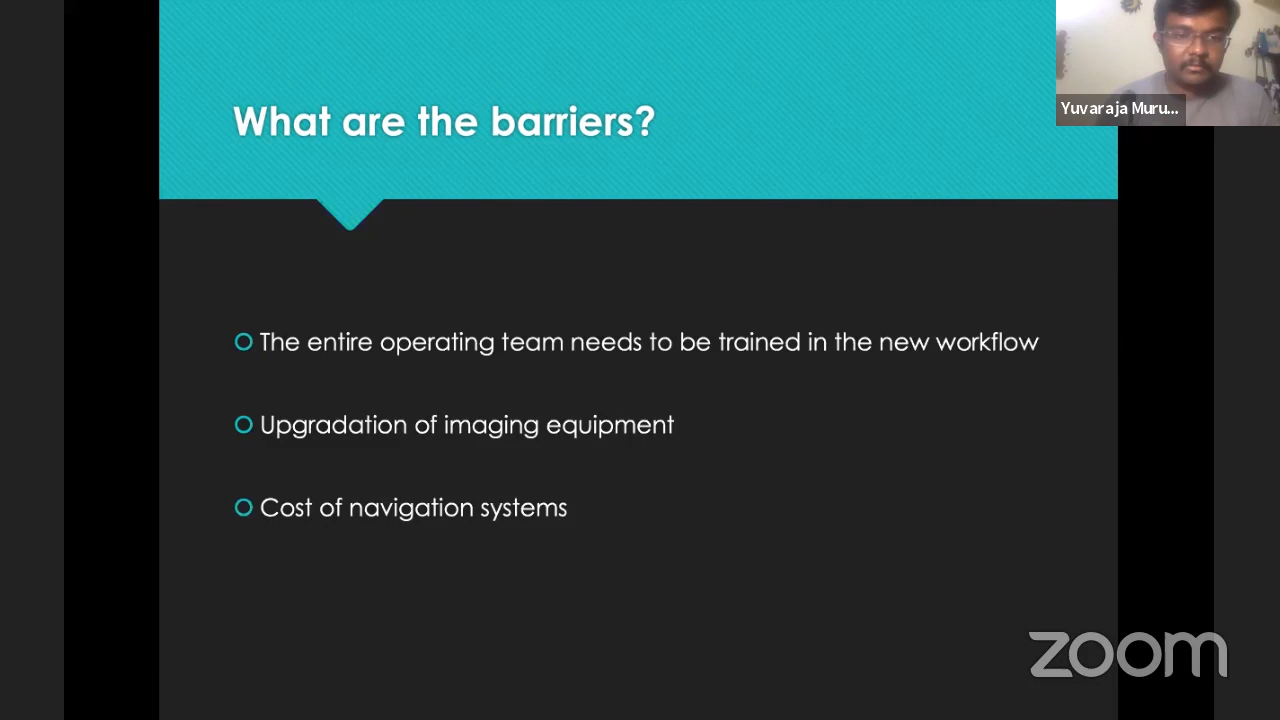 What are the barriers?
Yuvaraja Muru...
The entire operating team needs to be trained in the new workflow
Upgradation of imaging equipment
Cost of navigation systems
zoom